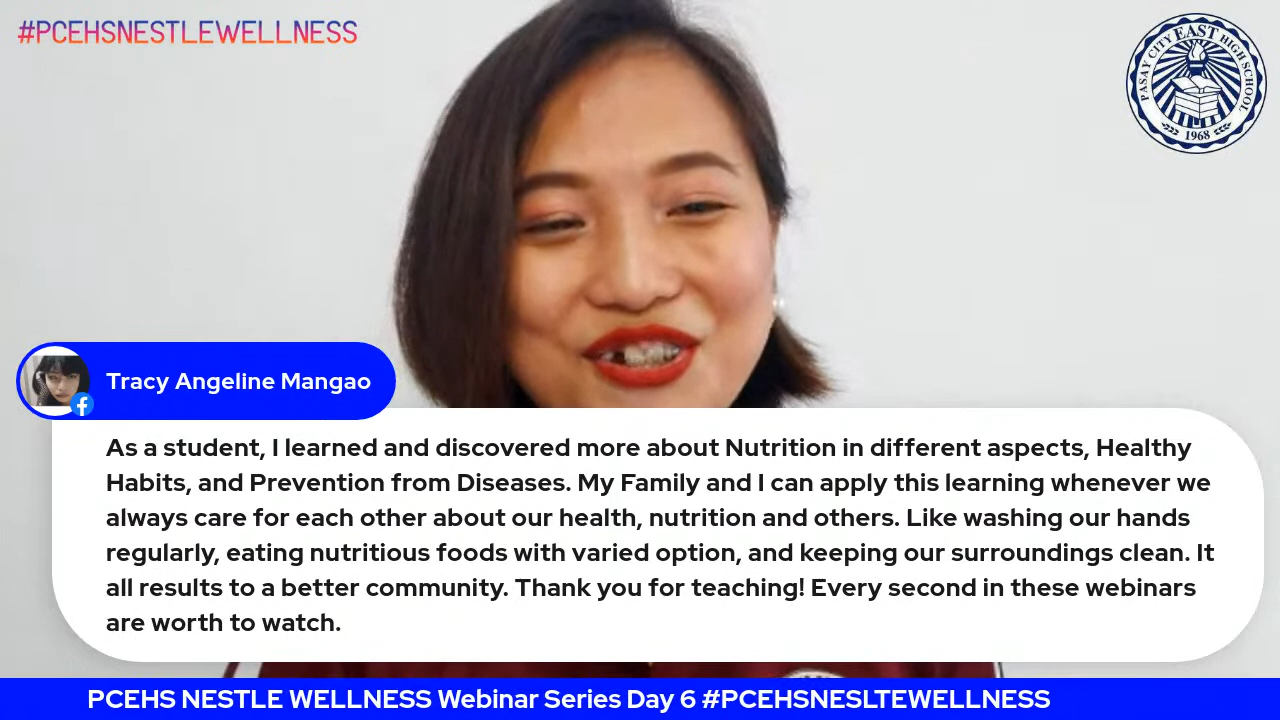 #PCEHSNESTLEWELLNESS
PASAY CITY EAST HIGH SCHOOL
1968
Tracy Angeline Mangao
As a student, I learned and discovered more about Nutrition in different aspects, Healthy
Habits, and Prevention from Diseases. My Family and I can apply this learning whenever we
always care for each other about our health, nutrition and others. Like washing our hands
regularly, eating nutritious foods with varied option, and keeping our surroundings clean. It
all results to a better community. Thank you for teaching! Every second in these webinars
are worth to watch.
PCEHS NESTLE WELLNESS Webinar Series Day 6 #PCEHSNESLTEWELLNESS